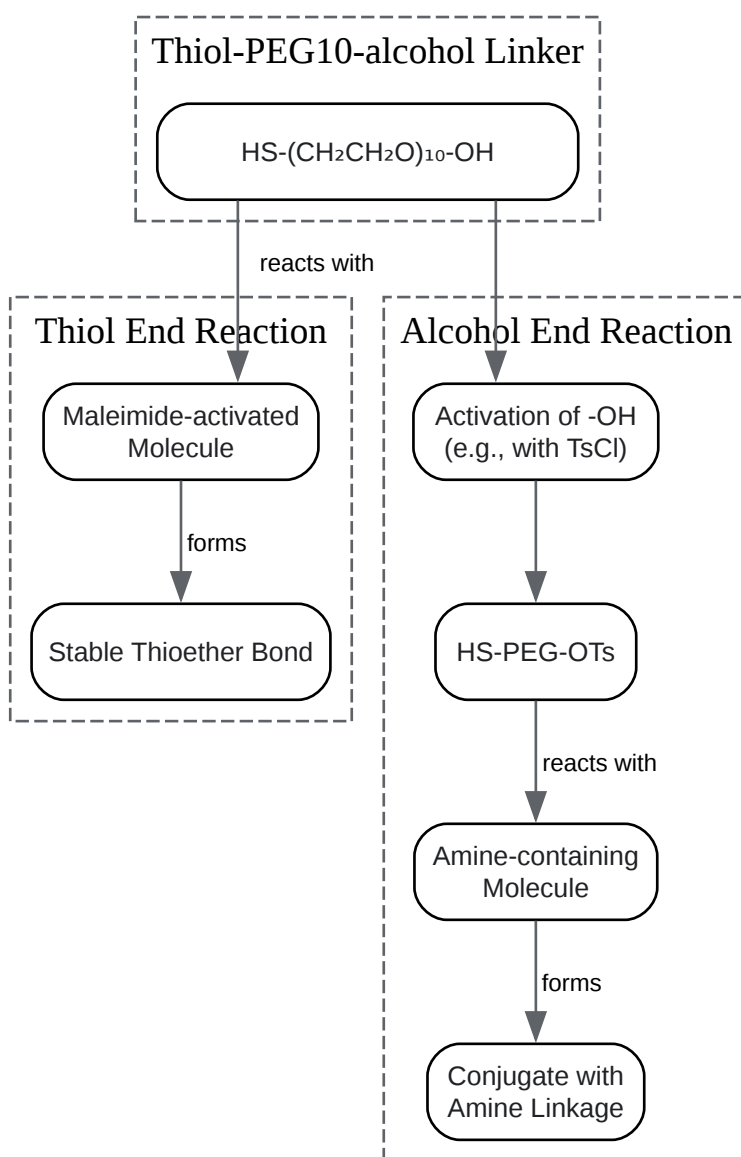 Thiol-PEG10-alcohol Linker
HS-(CH₂CH₂O)₁₀-OH
reacts with
Thiol End Reaction
Maleimide-activated
Molecule
forms
Stable Thioether Bond
Alcohol End Reaction
Activation of -OH
(e.g., with TsCl)
HS-PEG-OTs
reacts with
Amine-containing
Molecule
forms
Conjugate with
Amine Linkage